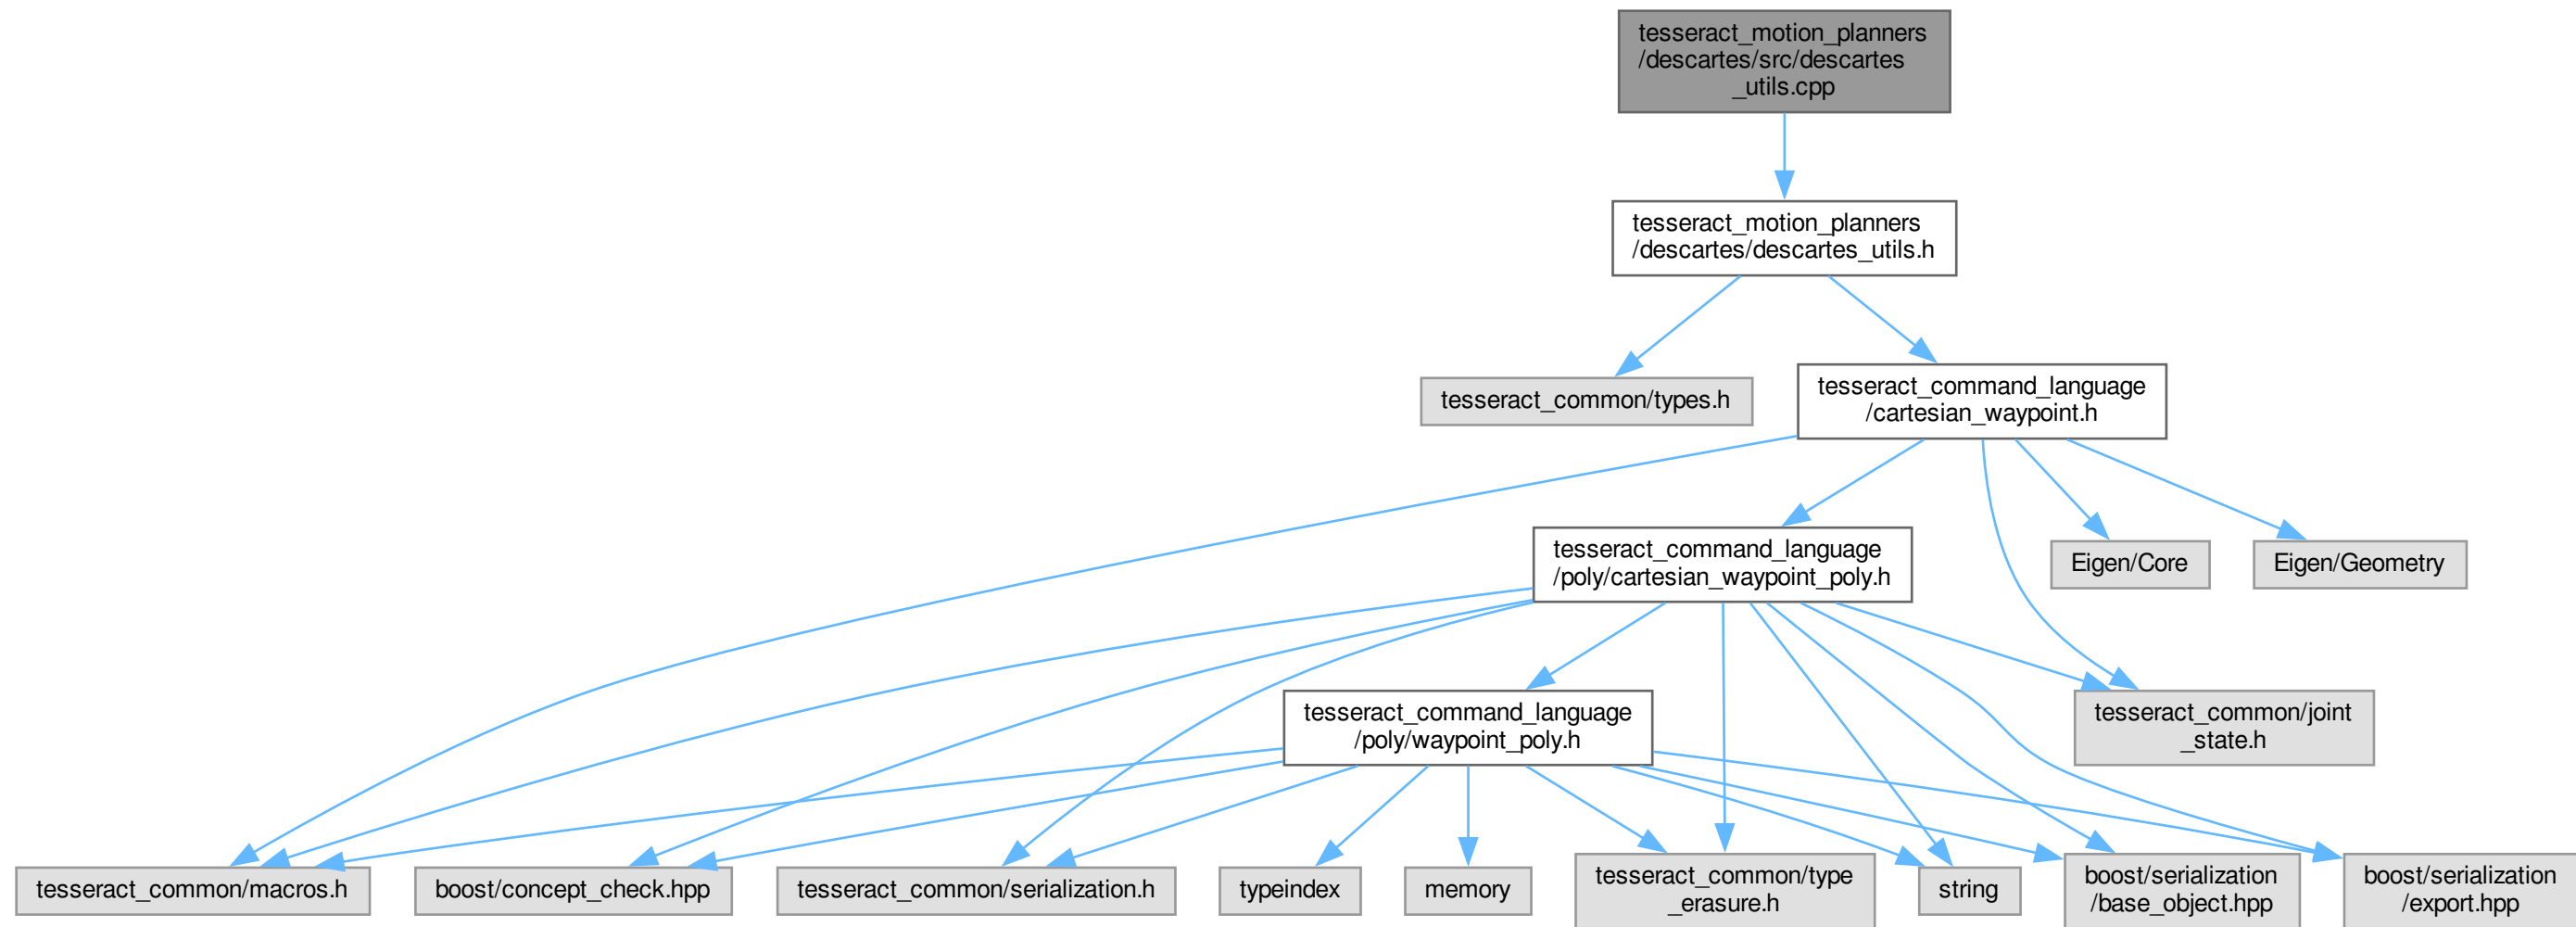 tesseract_motion_planners
/descartes/src/descartes
_utils.cpp
tesseract_motion_planners
/descartes/descartes_utils.h
tesseract_common/types.h
tesseract_command_language
/cartesian_waypoint.h
tesseract_command_language
/poly/cartesian_waypoint_poly.h
Eigen/Core
Eigen/Geometry
tesseract_command_language
/poly/waypoint_poly.h
tesseract_common/joint
_state.h
tesseract_common/macros.h
boost/concept_check.hpp
tesseract_common/serialization.h
typeindex
memory
tesseract_common/type
_erasure.h
string
boost/serialization
/base_object.hpp
boost/serialization
/export.hpp